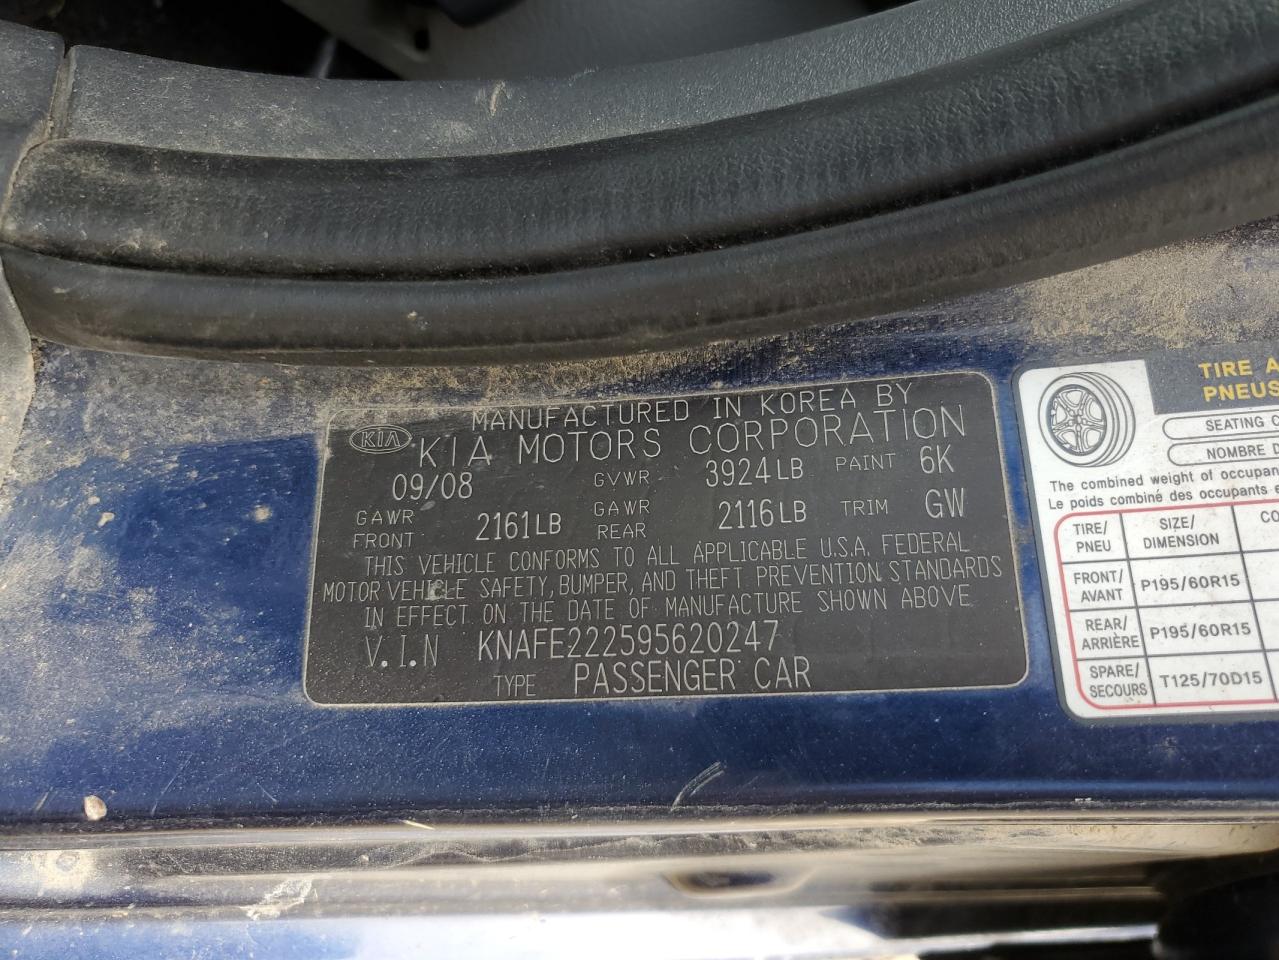 MANUFACTURED IN KOREA BY
KIA KIA MOTORS CORPORATION
09/08 GVWR 3924LB PAINT 6K
GAWR FRONT 2161LB GAWR REAR 2116LB TRIM GW
THIS VEHICLE CONFORMS TO ALL APPLICABLE U.S.A. FEDERAL
MOTOR VEHICLE SAFETY, BUMPER, AND THEFT PREVENTION STANDARDS
IN EFFECT ON THE DATE OF MANUFACTURE SHOWN ABOVE
V.I.N KNAFE222595620247
TYPE PASSENGER CAR
TIRE A
PNEUS
SEATING C
NOMBRE D
The combined weight of occupan
Le poids combiné des occupants e
TIRE/PNEU SIZE/DIMENSION CO
FRONT/AVANT P195/60R15
REAR/ARRIÈRE P195/60R15
SPARE/SECOURS T125/70D15